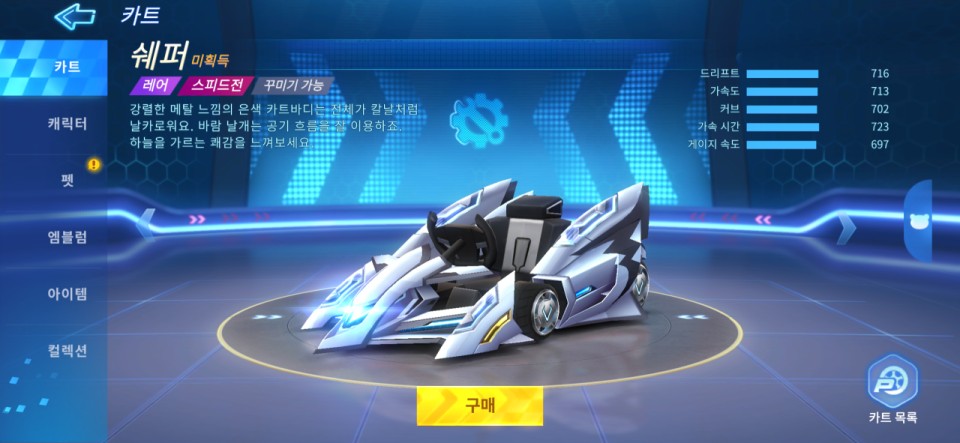 카트
카트
캐릭터
펫
엠블럼
아이템
컬렉션
쉐퍼 미획득
레어 스피드전 꾸미기 가능
강렬한 메탈 느낌의 은색 카트바디는 전체가 칼날처럼
날카로워요. 바람 날개는 공기 흐름을 잘 이용하죠.
하늘을 가르는 쾌감을 느껴보세요.
드리프트 716
가속도 713
커브 702
가속 시간 723
게이지 속도 697
구매
카트 목록